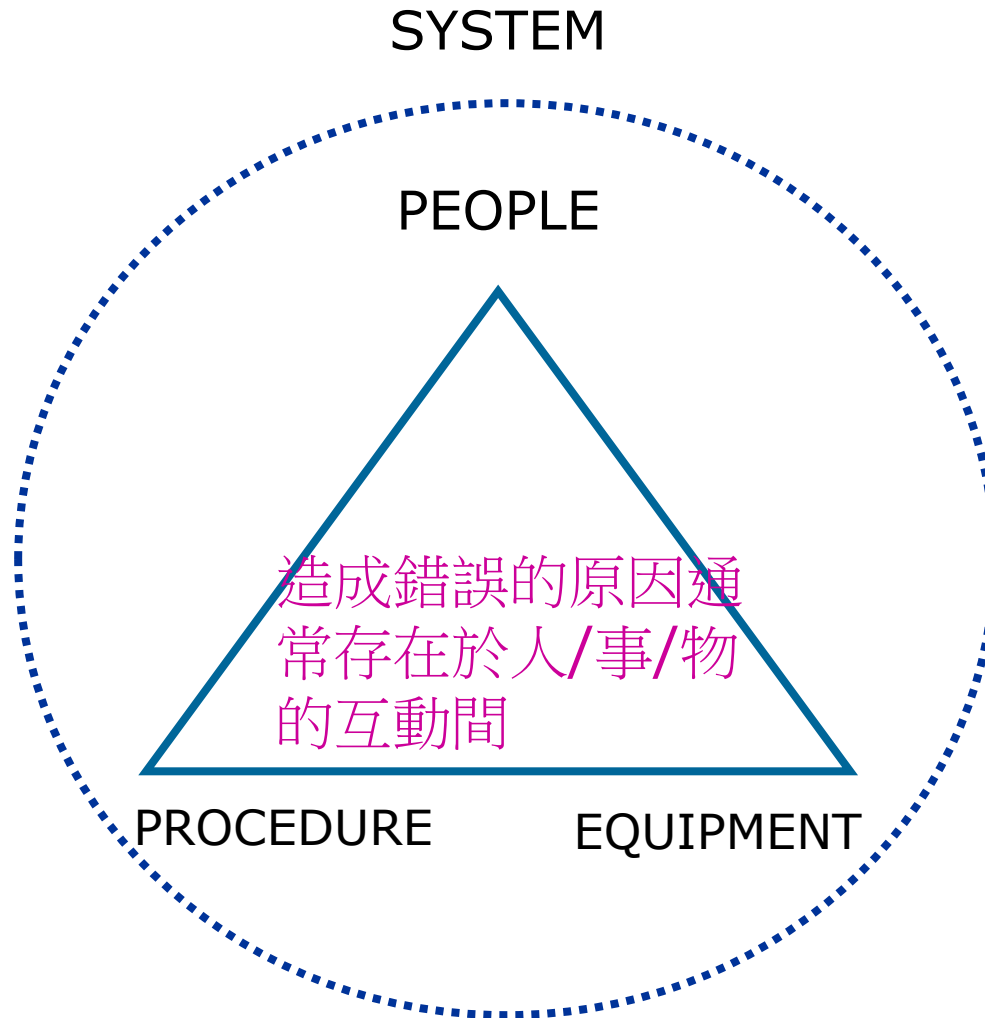 SYSTEM
PEOPLE
造成錯誤的原因通
常存在於人/事/物
的互動間
PROCEDURE
EQUIPMENT